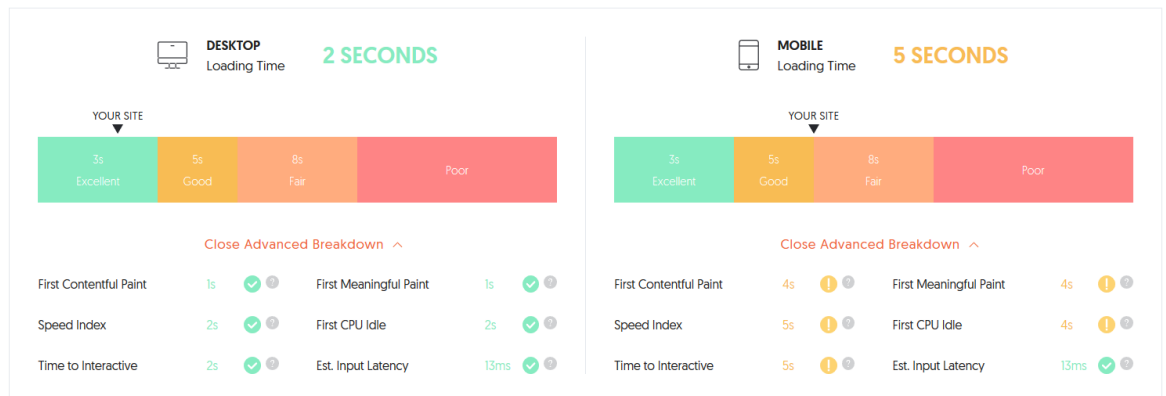 DESKTOP
Loading Time
2 SECONDS
YOUR SITE
3s
Excellent
5s
Good
8s
Fair
Poor
Close Advanced Breakdown
First Contentful Paint 1s ? First Meaningful Paint 1s ?
Speed Index 2s ? First CPU Idle 2s ?
Time to Interactive 2s ? Est. Input Latency 13ms ?
MOBILE
Loading Time
5 SECONDS
YOUR SITE
3s
Excellent
5s
Good
8s
Fair
Poor
Close Advanced Breakdown
First Contentful Paint 4s ! ? First Meaningful Paint 4s ! ?
Speed Index 5s ! ? First CPU Idle 4s ! ?
Time to Interactive 5s ! ? Est. Input Latency 13ms ?